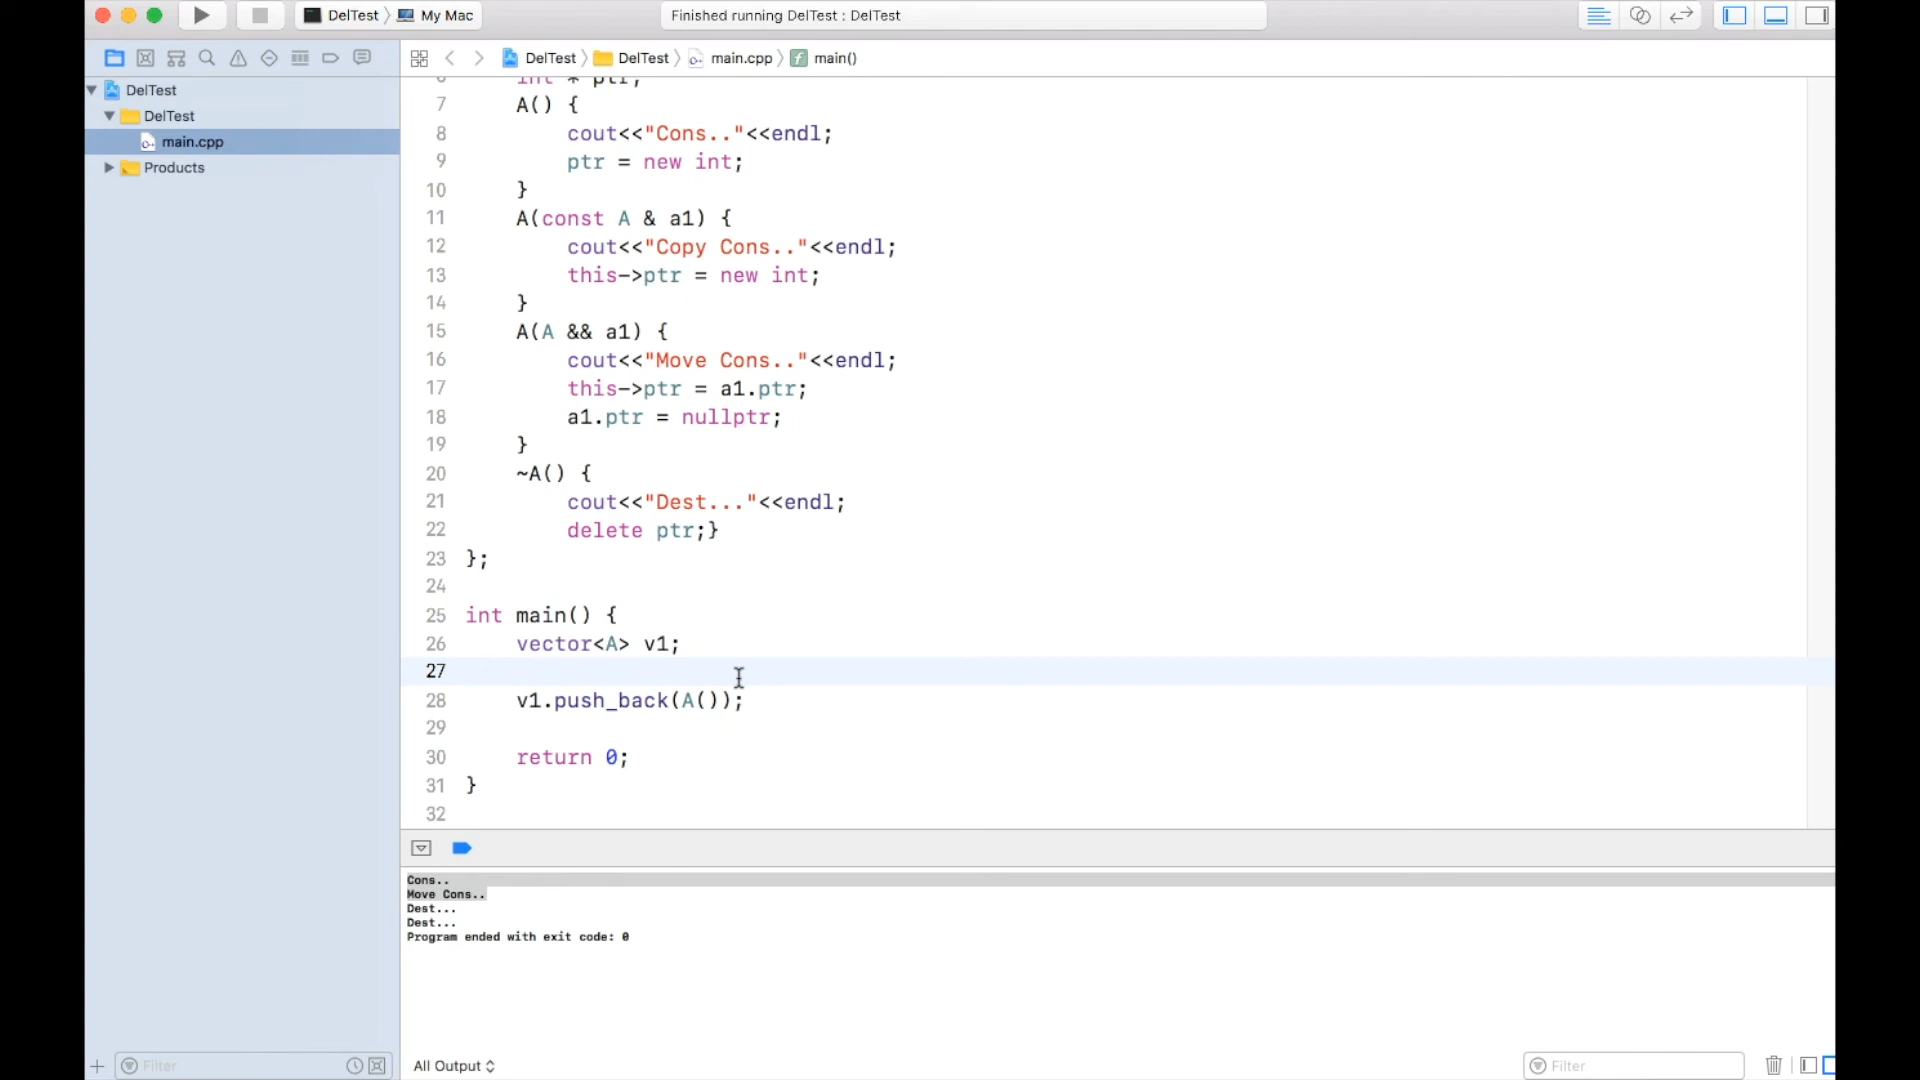 DelTest My Mac Finished running DelTest : DelTest
DelTest DelTest main.cpp main()
DelTest
DelTest
main.cpp
Products
6 int * ptr;
7 A() {
8 cout<<"Cons.."<<endl;
9 ptr = new int;
10 }
11 A(const A & a1) {
12 cout<<"Copy Cons.."<<endl;
13 this->ptr = new int;
14 }
15 A(A && a1) {
16 cout<<"Move Cons.."<<endl;
17 this->ptr = a1.ptr;
18 a1.ptr = nullptr;
19 }
20 ~A() {
21 cout<<"Dest..."<<endl;
22 delete ptr;}
23 };
24
25 int main() {
26 vector<A> v1;
27
28 v1.push_back(A());
29
30 return 0;
31 }
32
Cons..
Move Cons..
Dest...
Dest...
Program ended with exit code: 0
Filter All Output Filter